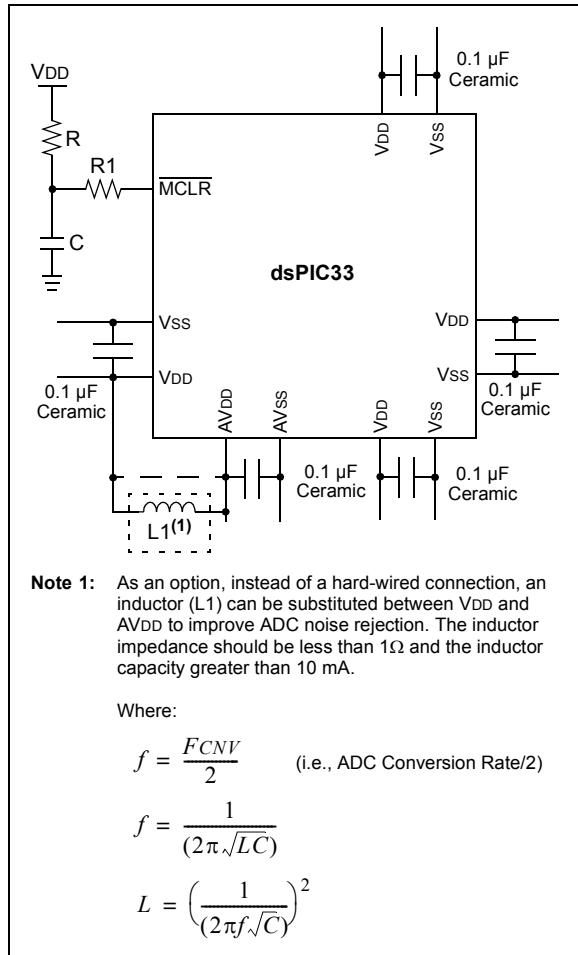 0.1 µF
Ceramic
VDD
R
R1
C
MCLR
VDD
VSS
dsPIC33
VSS
VDD
VDD
VSS
0.1 µF
Ceramic
0.1 µF
Ceramic
AVDD
AVSS
VDD
VSS
0.1 µF
Ceramic
0.1 µF
Ceramic
L1(1)
Note 1: As an option, instead of a hard-wired connection, an
inductor (L1) can be substituted between VDD and
AVDD to improve ADC noise rejection. The inductor
impedance should be less than 1Ω and the inductor
capacity greater than 10 mA.
Where:
f = FCNV / 2 (i.e., ADC Conversion Rate/2)
f = 1 / (2π√LC)
L = (1 / (2πf√C))²